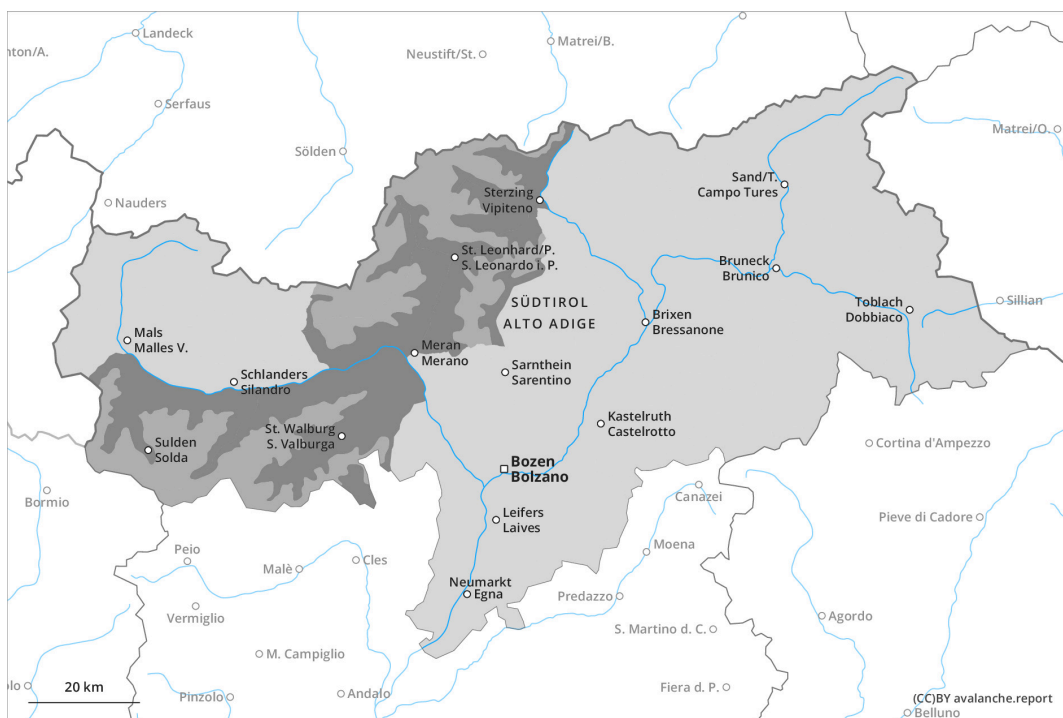 Landeck
nton/A.
Neustift/St.
Matrei/B.
Serfaus
Matrei/O.
Sölden
Nauders
Sterzing
Vipiteno
Sand/T.
Campo Tures
St. Leonhard/P.
S. Leonardo i. P.
Bruneck
Brunico
SÜDTIROL
ALTO ADIGE
Toblach
Dobbiaco
Sillian
Brixen
Bressanone
Mals
Malles V.
Meran
Merano
Schlanders
Silandro
Sarnthein
Sarentino
St. Walburg
S. Valburga
Kastelruth
Castelrotto
Sulden
Solda
Cortina d'Ampezzo
Bozen
Bolzano
Bormio
Canazei
Leifers
Laives
Pieve di Cadore
Peio
Malè
Cles
Moena
Neumarkt
Egna
Vermiglio
Predazzo
Agordo
S. Martino d. C.
M. Campiglio
olo
20 km
Pinzolo
Andalo
Fiera d. P.
(CC)BY avalanche.report
Belluno